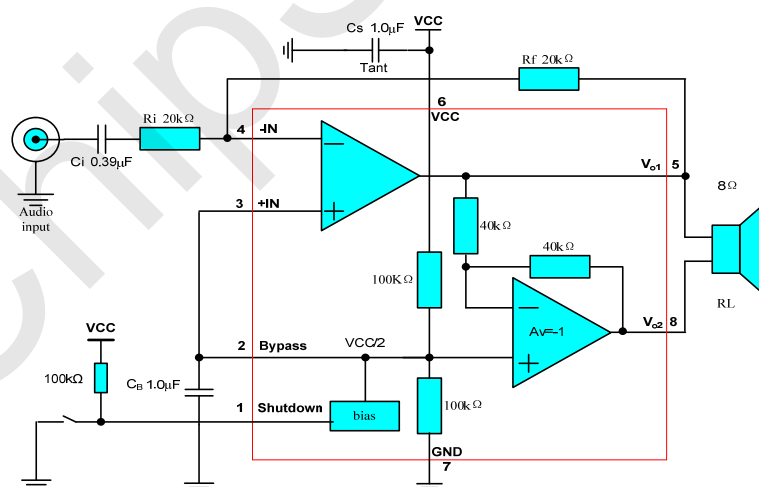 Cs 1.0μF
VCC
Tant
Rf 20kΩ
6
VCC
Ri 20kΩ
4 -IN
Ci 0.39μF
Vo1 5
8Ω
3 +IN
Audio
input
40kΩ
40kΩ
100KΩ
RL
Av=-1
Vo2 8
VCC
2 Bypass VCC/2
100kΩ
CB 1.0μF
1 Shutdown
bias
100kΩ
GND
7
chips